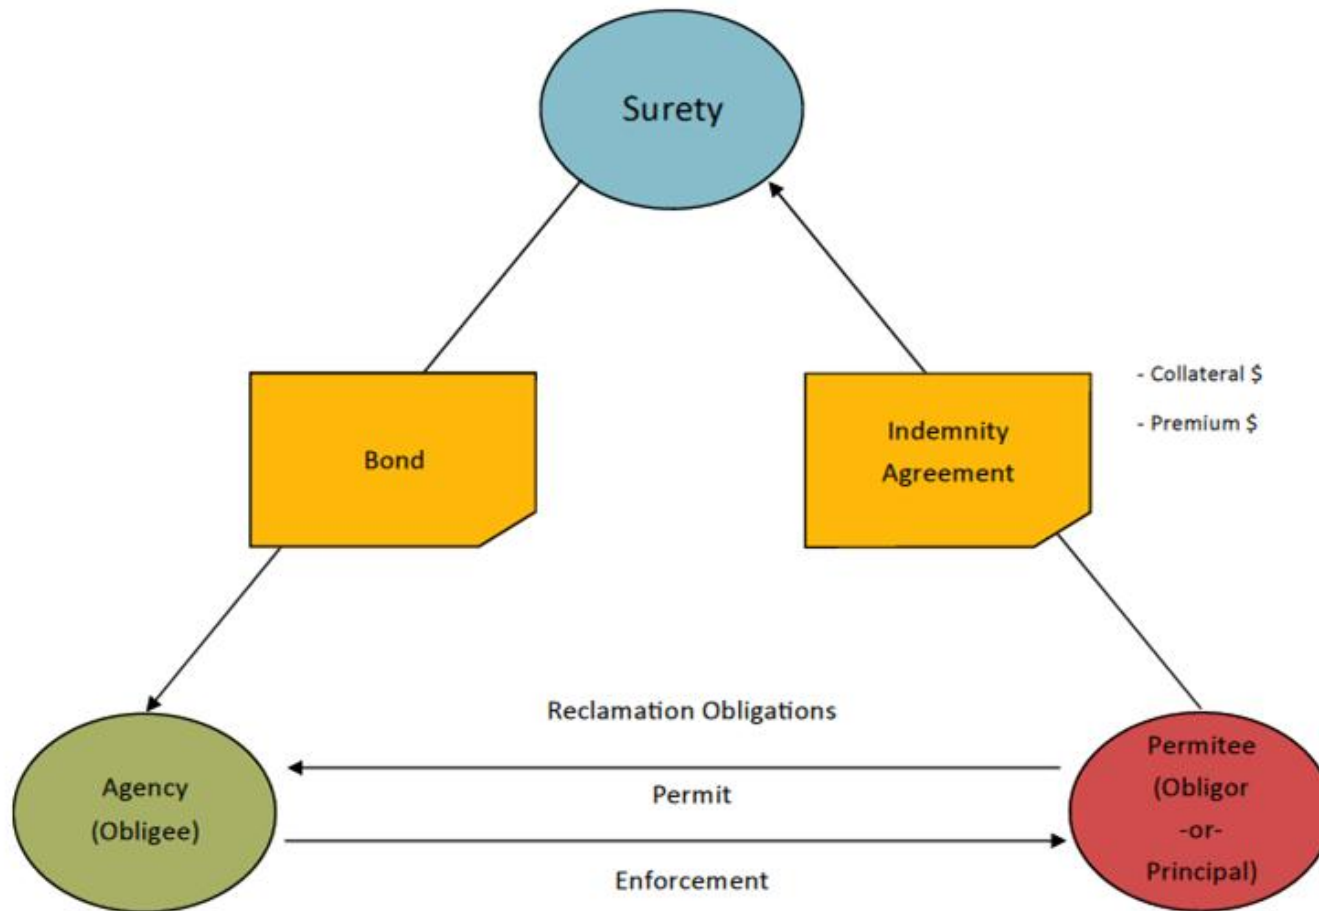 Surety
Bond
Indemnity
Agreement
- Collateral $
- Premium $
Reclamation Obligations
Permit
Enforcement
Agency
(Obligee)
Permitee
(Obligor
-or-
Principal)